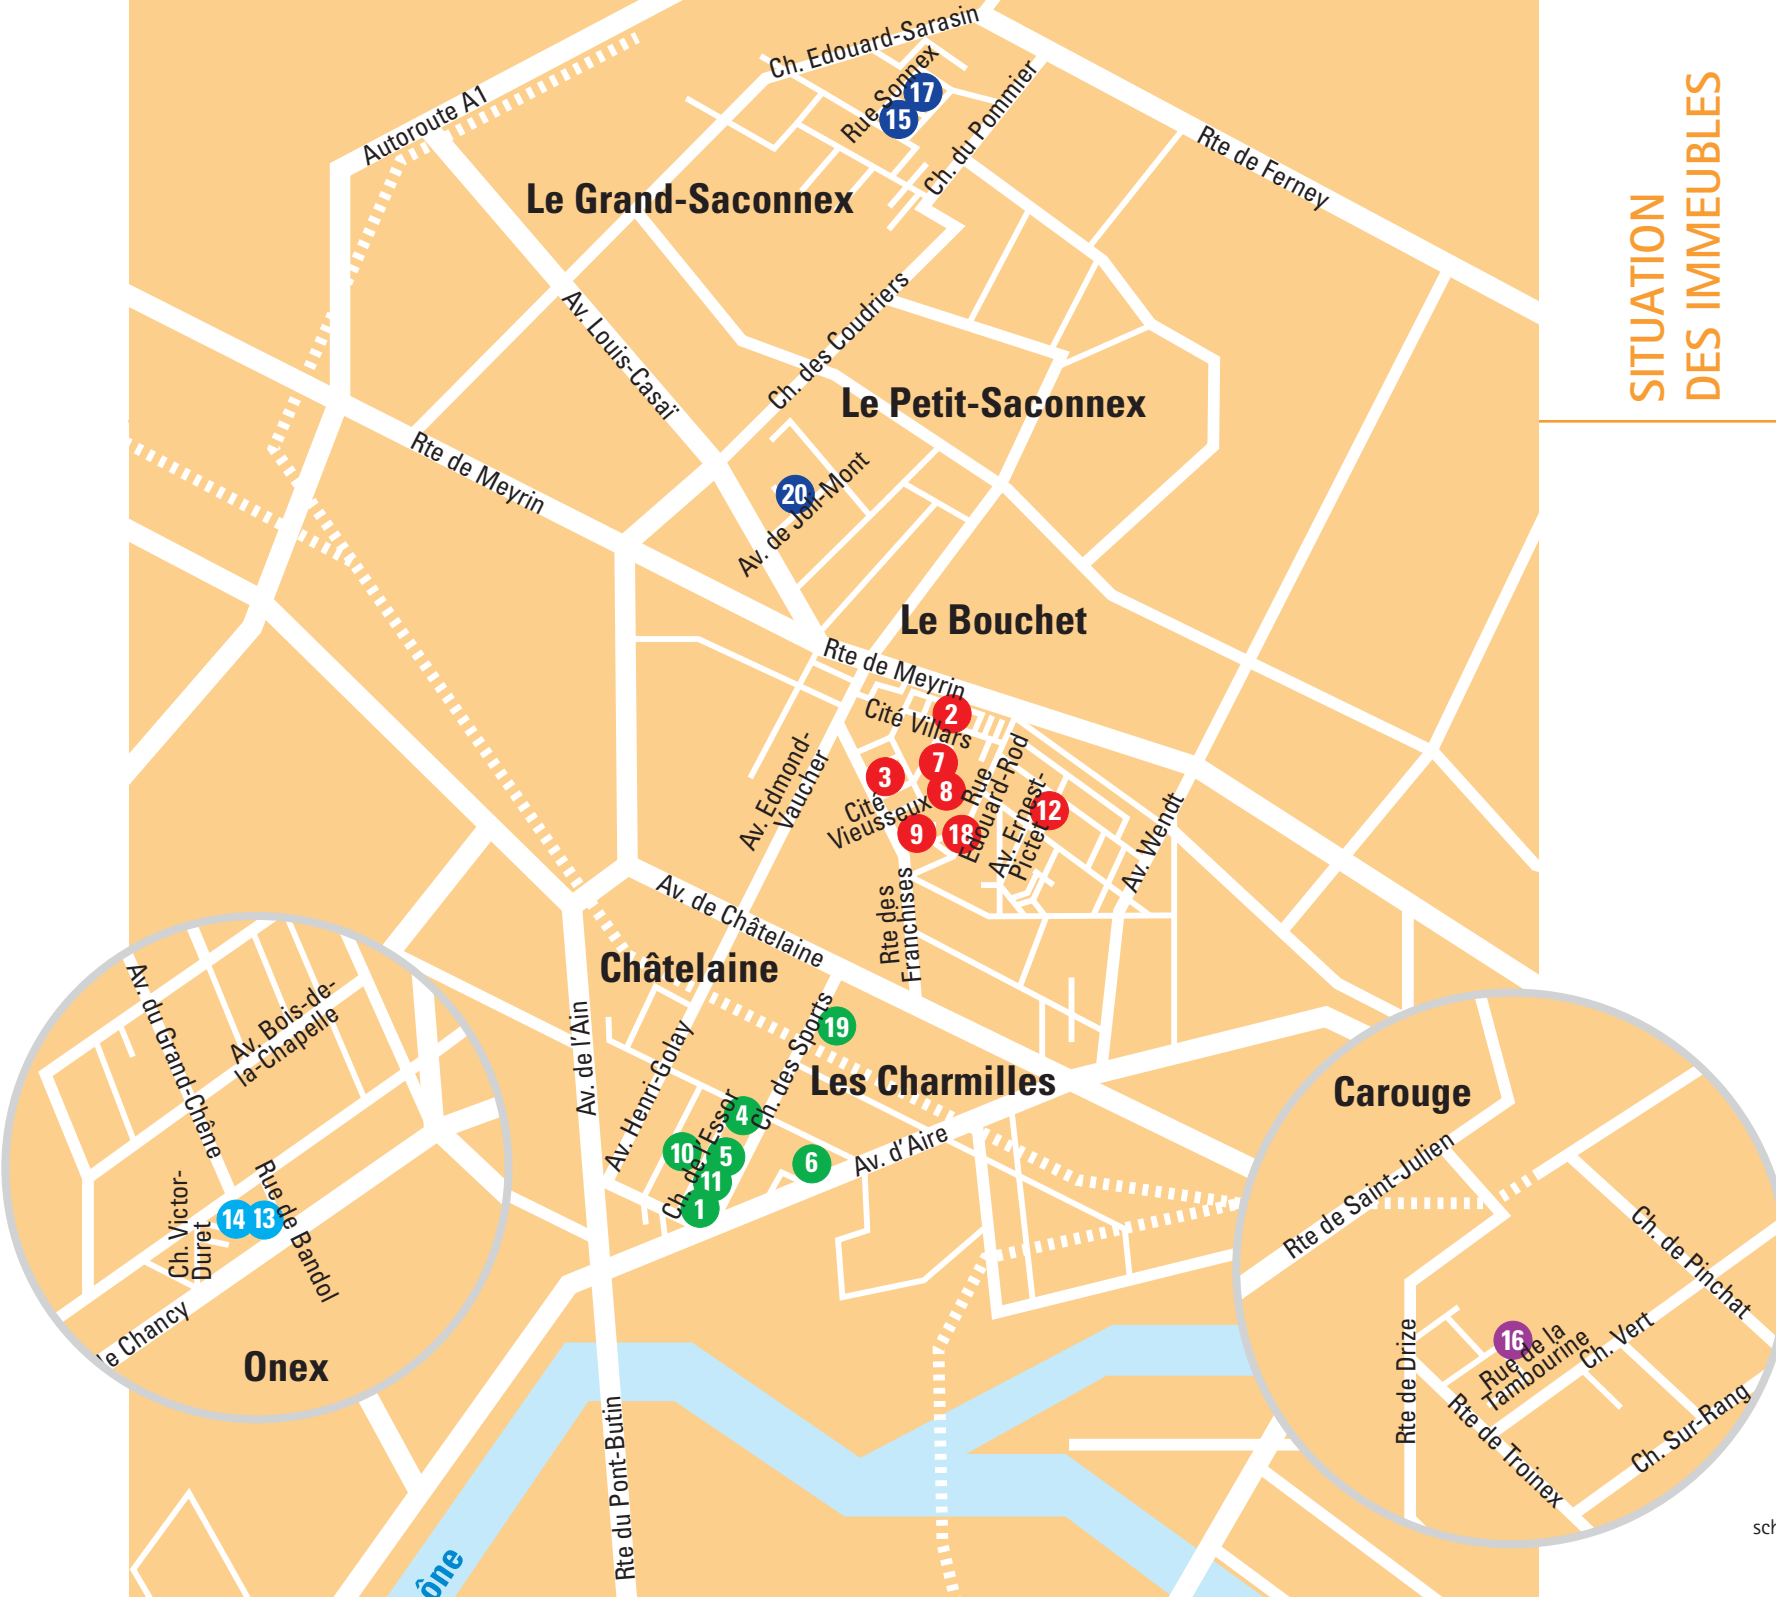 SITUATION
DES IMMEUBLES
Ch. Edouard-Sarasin
Autoroute A1
Rue Sonnex
17
15
Ch. du Pommier
Rte de Ferney
Le Grand-Saconnex
Av. Louis-Casaï
Ch. des Coudriers
Le Petit-Saconnex
Rte de Meyrin
20
Av. de Joli-Mont
Le Bouchet
Rte de Meyrin
2
Cité Villars
7
3
8
Cité
Vieusseux
9
18
Rue
Edouard-Rod
Av. Ernest-
Pictet
12
Av. Wendt
Av. Edmond-
Vaucher
Rte des
Franchises
Av. de Châtelaine
Châtelaine
Av. de l'Ain
Av. Henri-Golay
Ch. des Sports
19
Les Charmilles
Ch. de l'Essor
4
10
5
11
1
6
Av. d'Aire
Av. du Grand-Chêne
Av. Bois-de-
la-Chapelle
Ch. Victor-
Duret
14
13
Rue de Bandol
le Chancy
Onex
Rte du Pont-Butin
ône
Carouge
Rte de Saint-Julien
Ch. de Pinchat
Rte de Drize
16
Rue de la
Tambourine
Ch. Vert
Rte de Troinex
Ch. Sur-Rang
sch